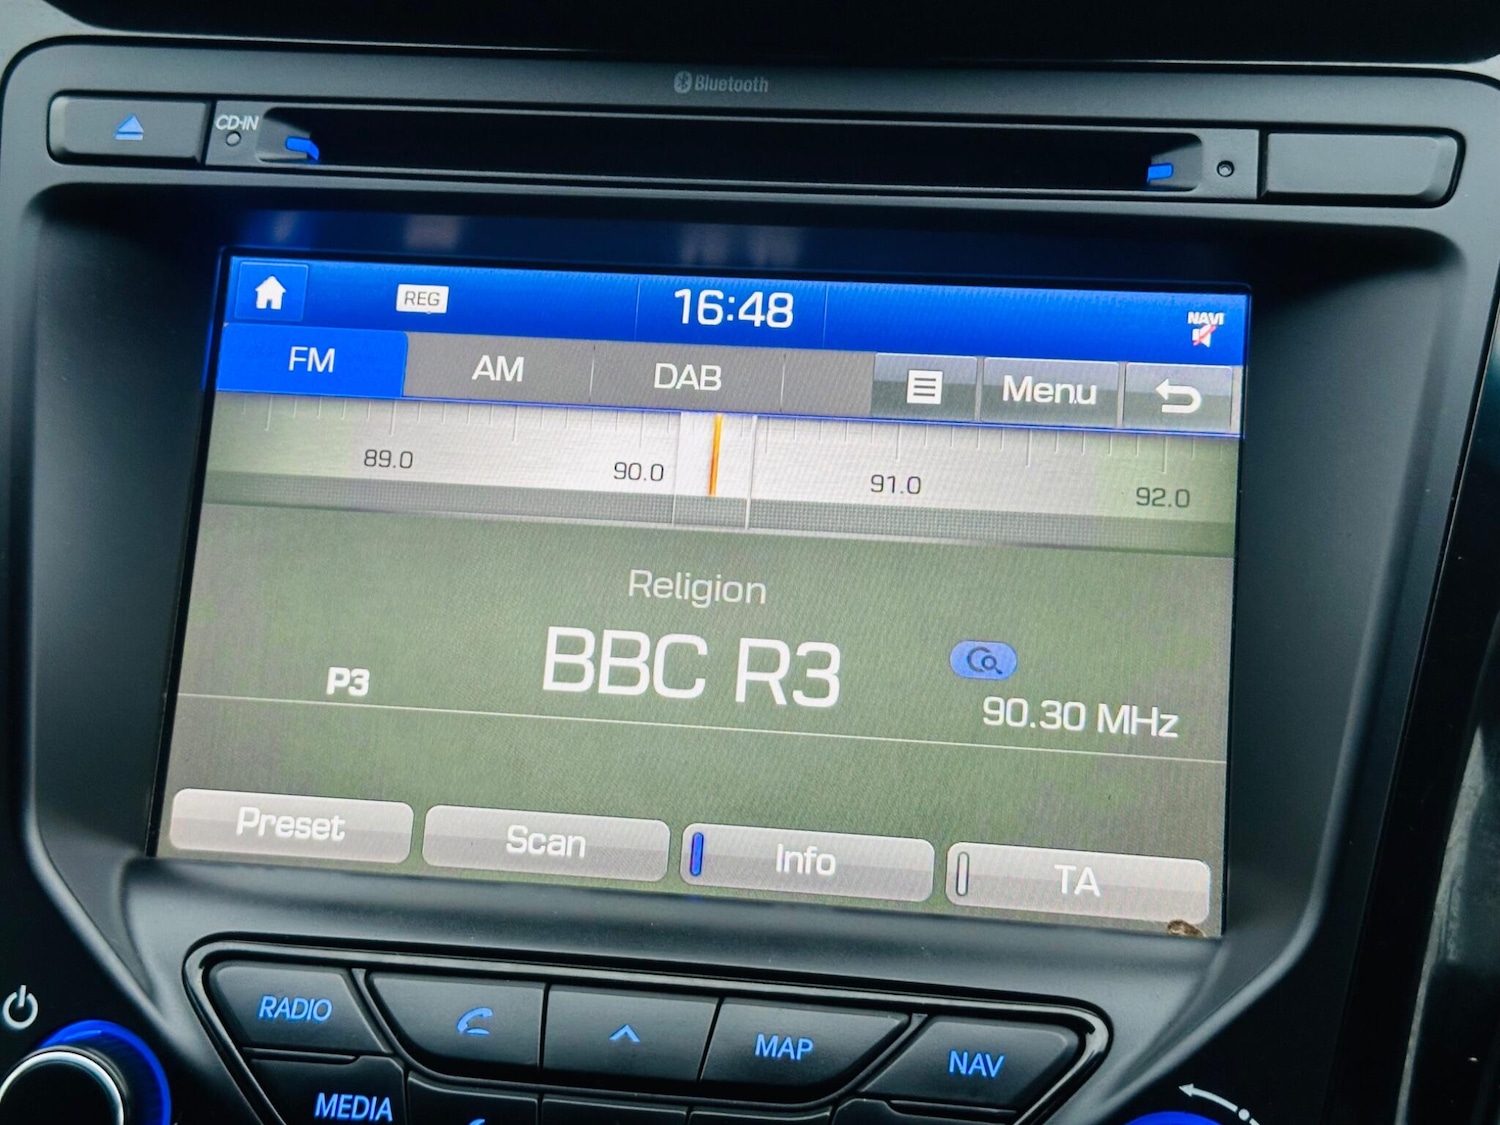 Bluetooth
CD-IN
REG
16:48
NAVI
FM
AM
DAB
Menu
89.0
90.0
91.0
92.0
Religion
P3
BBC R3
90.30 MHz
Preset
Scan
Info
TA
RADIO
MAP
NAV
MEDIA